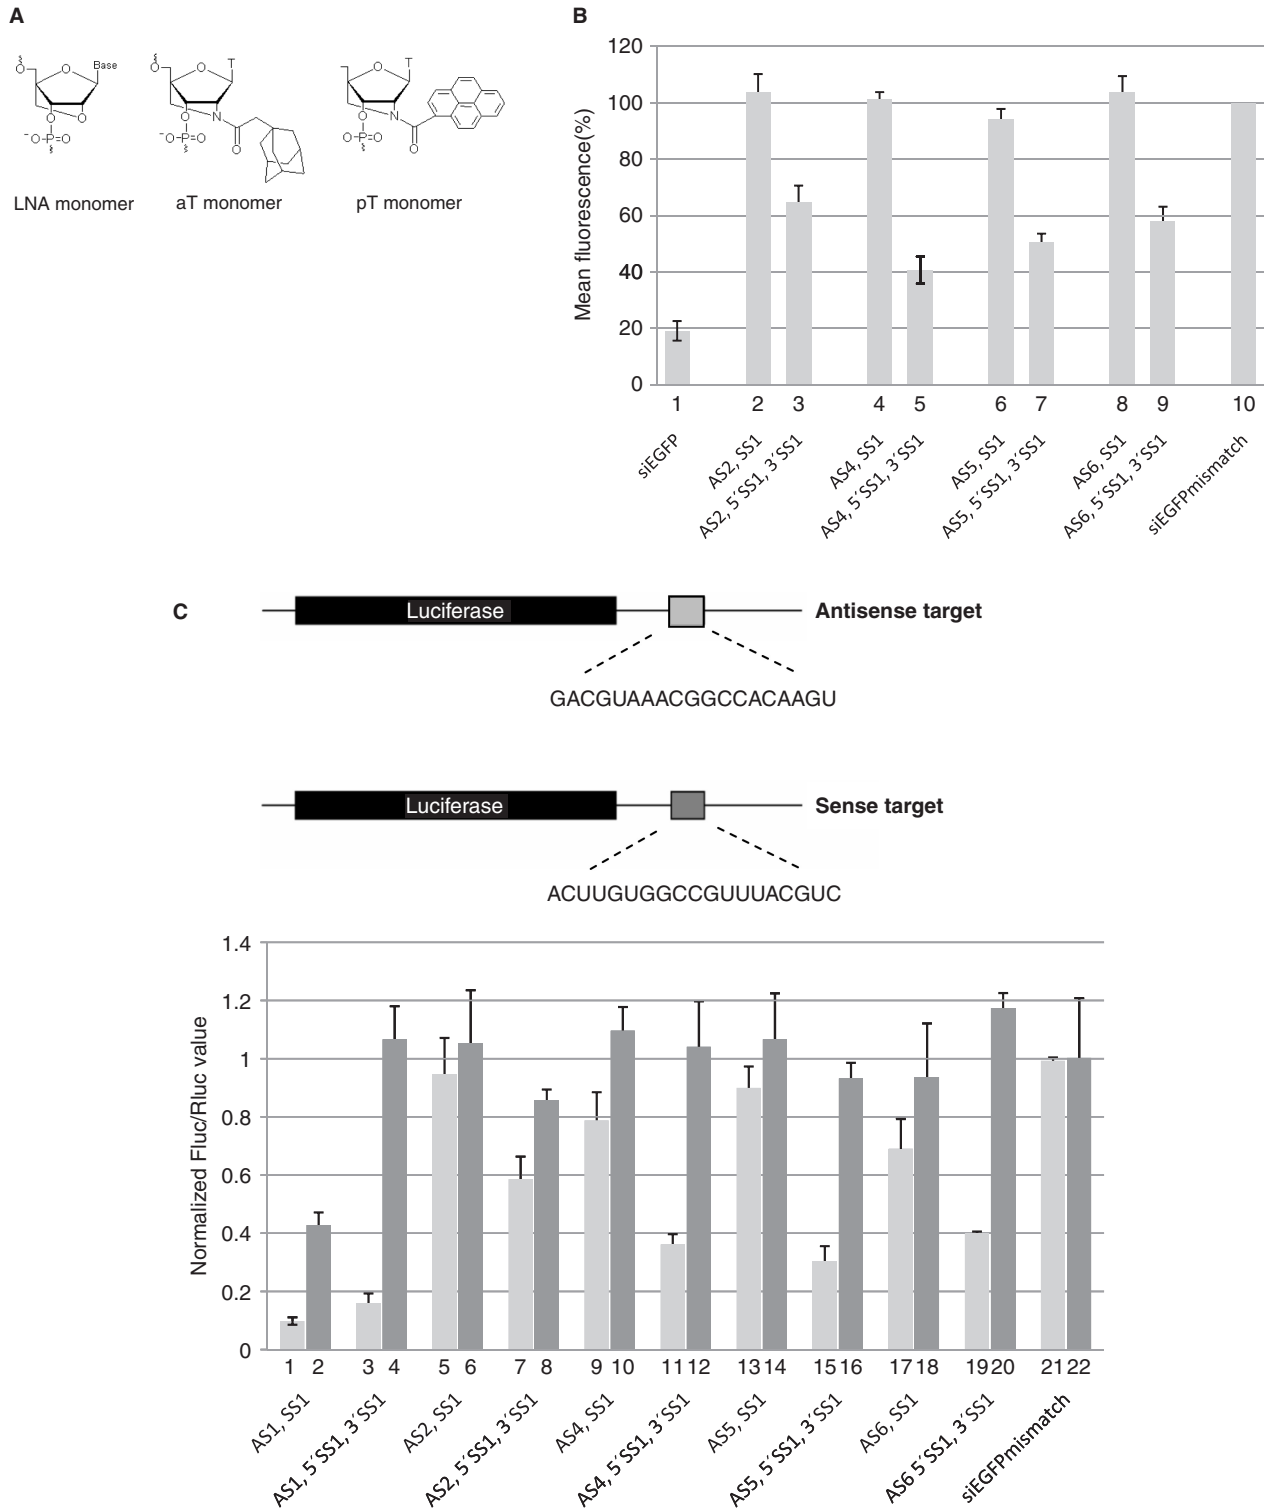 A
O
O
Base
O
O
⁻O-P=O
LNA monomer
O
O
T
O
N
⁻O-P=O
O
aT monomer
O
T
O
N
⁻O-P=O
O
pT monomer
B
Mean fluorescence(%)
120
100
80
60
40
20
0
1 2 3 4 5 6 7 8 9 10
siEGFP
AS2, SS1
AS2, 5´SS1, 3´SS1
AS4, SS1
AS4, 5´SS1, 3´SS1
AS5, SS1
AS5, 5´SS1, 3´SS1
AS6, SS1
AS6, 5´SS1, 3´SS1
siEGFPmismatch
C
Luciferase
Antisense target
GACGUAAACGGCCACAAGU
Luciferase
Sense target
ACUUGUGGCCGUUUACGUC
Normalized Fluc/Rluc value
1.4
1.2
1
0.8
0.6
0.4
0.2
0
1 2 3 4 5 6 7 8 9 10 11 12 13 14 15 16 17 18 19 20 21 22
AS1, SS1
AS1, 5´SS1, 3´SS1
AS2, SS1
AS2, 5´SS1, 3´SS1
AS4, SS1
AS4, 5´SS1, 3´SS1
AS5, SS1
AS5, 5´SS1, 3´SS1
AS6, SS1
AS6 5´SS1, 3´SS1
siEGFPmismatch